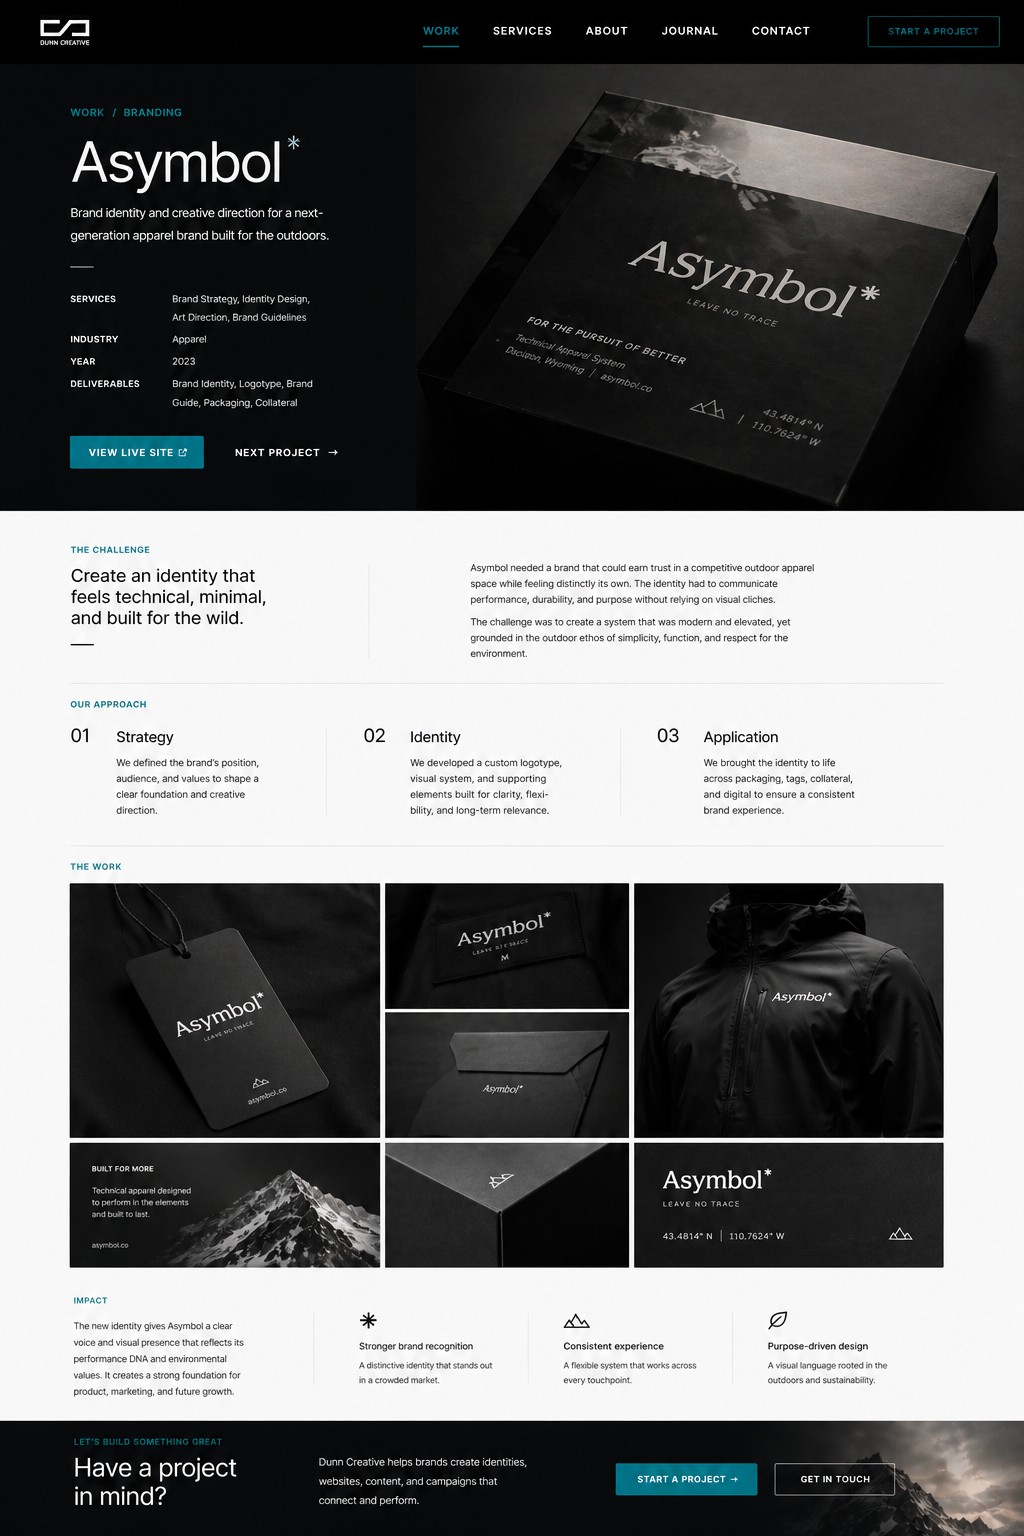 DUNN CREATIVE
WORK
SERVICES
ABOUT
JOURNAL
CONTACT
START A PROJECT
WORK / BRANDING
Asymbol*
Brand identity and creative direction for a next-
generation apparel brand built for the outdoors.
SERVICES
Brand Strategy, Identity Design,
Art Direction, Brand Guidelines
INDUSTRY
Apparel
YEAR
2023
DELIVERABLES
Brand Identity, Logotype, Brand
Guide, Packaging, Collateral
VIEW LIVE SITE
NEXT PROJECT →
Asymbol*
LEAVE NO TRACE
FOR THE PURSUIT OF BETTER
Technical Apparel System
Wyoming | asymbol.co
43.4814° N
| 110.7624° W
THE CHALLENGE
Create an identity that
feels technical, minimal,
and built for the wild.
Asymbol needed a brand that could earn trust in a competitive outdoor apparel
space while feeling distinctly its own. The identity had to communicate
performance, durability, and purpose without relying on visual cliches.
The challenge was to create a system that was modern and elevated, yet
grounded in the outdoor ethos of simplicity, function, and respect for the
environment.
OUR APPROACH
01 Strategy
We defined the brand's position,
audience, and values to shape a
clear foundation and creative
direction.
02 Identity
We developed a custom logotype,
visual system, and supporting
elements built for clarity, flexi-
bility, and long-term relevance.
03 Application
We brought the identity to life
across packaging, tags, collateral,
and digital to ensure a consistent
brand experience.
THE WORK
Asymbol*
LEAVE NO TRACE
asymbol.co
Asymbol*
LEAVE
M
Asymbol*
Asymbol*
BUILT FOR MORE
Technical apparel designed
to perform in the elements
and built to last.
asymbol.co
Asymbol*
LEAVE NO TRACE
43.4814° N | 110.7624° W
IMPACT
The new identity gives Asymbol a clear
voice and visual presence that reflects its
performance DNA and environmental
values. It creates a strong foundation for
product, marketing, and future growth.
Stronger brand recognition
A distinctive identity that stands out
in a crowded market.
Consistent experience
A flexible system that works across
every touchpoint.
Purpose-driven design
A visual language rooted in the
outdoors and sustainability.
LET'S BUILD SOMETHING GREAT
Have a project
in mind?
Dunn Creative helps brands create identities,
websites, content, and campaigns that
connect and perform.
START A PROJECT →
GET IN TOUCH